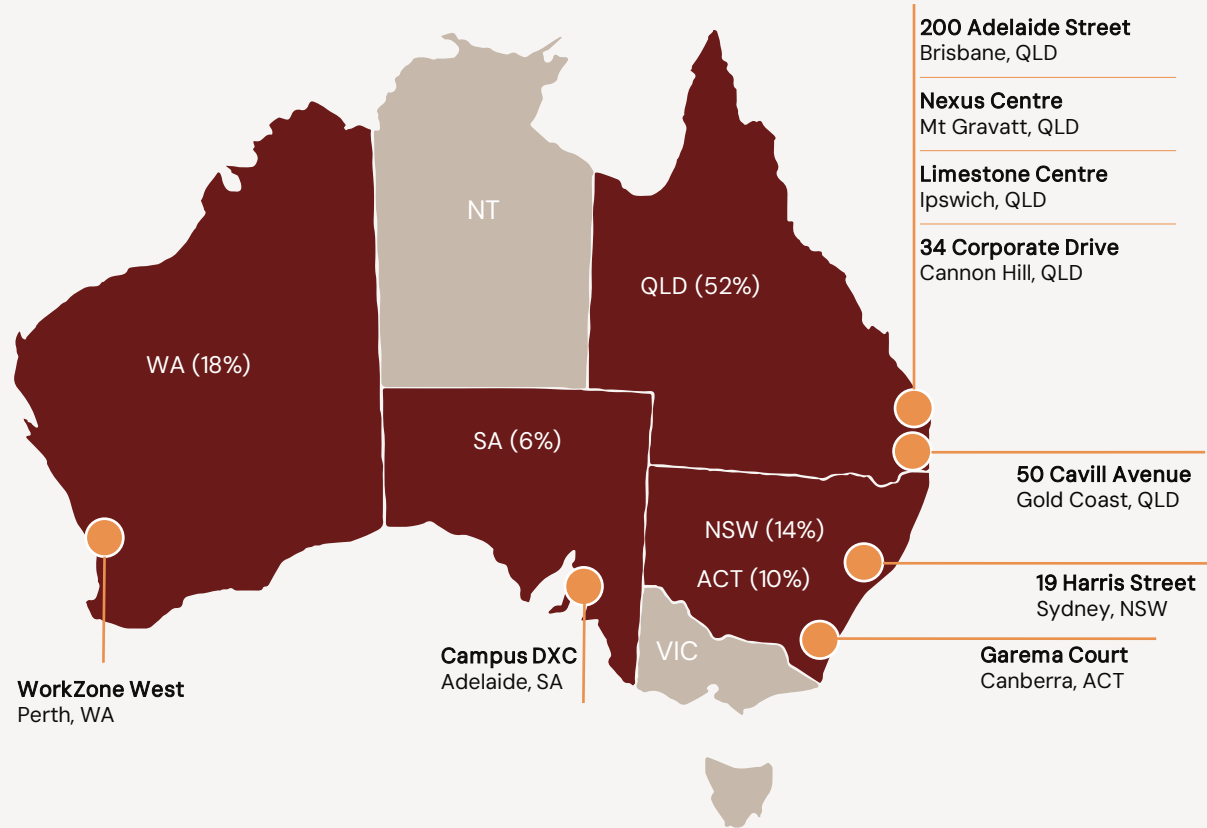 200 Adelaide Street
Brisbane, QLD
Nexus Centre
Mt Gravatt, QLD
Limestone Centre
Ipswich, QLD
34 Corporate Drive
Cannon Hill, QLD
NT
QLD (52%)
WA (18%)
SA (6%)
50 Cavill Avenue
Gold Coast, QLD
NSW (14%)
ACT (10%)
19 Harris Street
Sydney, NSW
VIC
Garema Court
Canberra, ACT
Campus DXC
Adelaide, SA
WorkZone West
Perth, WA